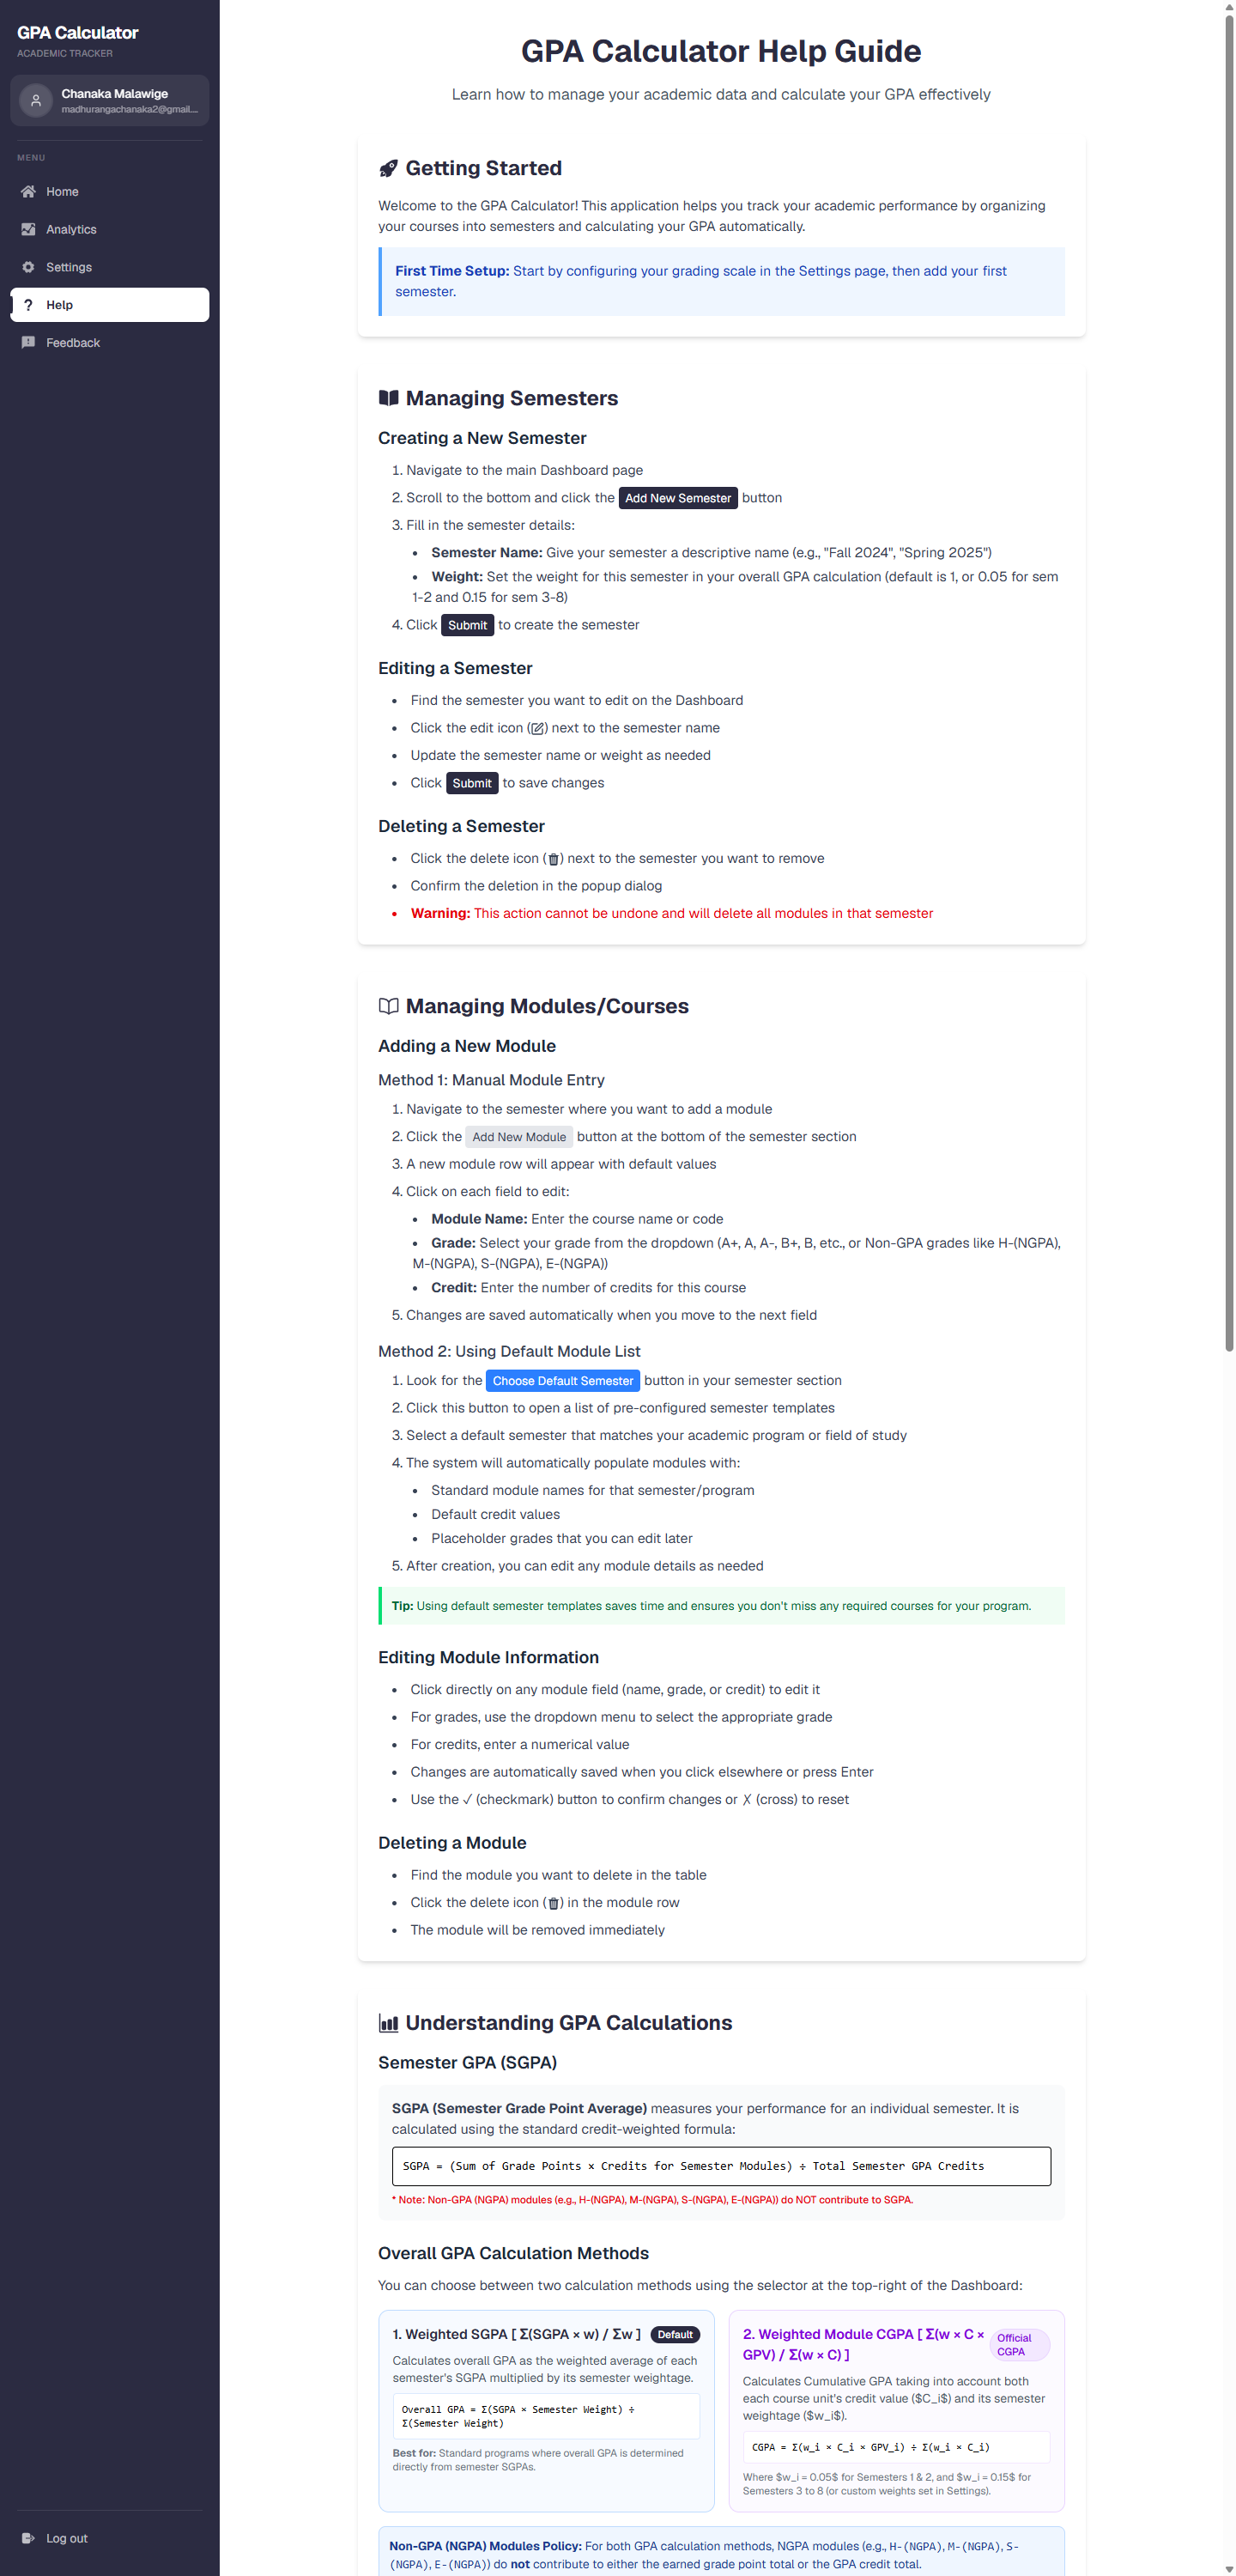 GPA Calculator
ACADEMIC TRACKER
Chanaka Malawige
madhurangachanaka2@gmail....
MENU
Home
Analytics
Settings
? Help
Feedback
Log out
GPA Calculator Help Guide
Learn how to manage your academic data and calculate your GPA effectively
Getting Started
Welcome to the GPA Calculator! This application helps you track your academic performance by organizing
your courses into semesters and calculating your GPA automatically.
First Time Setup: Start by configuring your grading scale in the Settings page, then add your first
semester.
Managing Semesters
Creating a New Semester
1. Navigate to the main Dashboard page
2. Scroll to the bottom and click the Add New Semester button
3. Fill in the semester details:
• Semester Name: Give your semester a descriptive name (e.g., "Fall 2024", "Spring 2025")
• Weight: Set the weight for this semester in your overall GPA calculation (default is 1, or 0.05 for sem
1-2 and 0.15 for sem 3-8)
4. Click Submit to create the semester
Editing a Semester
• Find the semester you want to edit on the Dashboard
• Click the edit icon () next to the semester name
• Update the semester name or weight as needed
• Click Submit to save changes
Deleting a Semester
• Click the delete icon () next to the semester you want to remove
• Confirm the deletion in the popup dialog
• Warning: This action cannot be undone and will delete all modules in that semester
Managing Modules/Courses
Adding a New Module
Method 1: Manual Module Entry
1. Navigate to the semester where you want to add a module
2. Click the Add New Module button at the bottom of the semester section
3. A new module row will appear with default values
4. Click on each field to edit:
• Module Name: Enter the course name or code
• Grade: Select your grade from the dropdown (A+, A, A-, B+, B, etc., or Non-GPA grades like H-(NGPA),
M-(NGPA), S-(NGPA), E-(NGPA))
• Credit: Enter the number of credits for this course
5. Changes are saved automatically when you move to the next field
Method 2: Using Default Module List
1. Look for the Choose Default Semester button in your semester section
2. Click this button to open a list of pre-configured semester templates
3. Select a default semester that matches your academic program or field of study
4. The system will automatically populate modules with:
• Standard module names for that semester/program
• Default credit values
• Placeholder grades that you can edit later
5. After creation, you can edit any module details as needed
Tip: Using default semester templates saves time and ensures you don't miss any required courses for your program.
Editing Module Information
• Click directly on any module field (name, grade, or credit) to edit it
• For grades, use the dropdown menu to select the appropriate grade
• For credits, enter a numerical value
• Changes are automatically saved when you click elsewhere or press Enter
• Use the ✓ (checkmark) button to confirm changes or ✗ (cross) to reset
Deleting a Module
• Find the module you want to delete in the table
• Click the delete icon () in the module row
• The module will be removed immediately
Understanding GPA Calculations
Semester GPA (SGPA)
SGPA (Semester Grade Point Average) measures your performance for an individual semester. It is
calculated using the standard credit-weighted formula:
SGPA = (Sum of Grade Points × Credits for Semester Modules) ÷ Total Semester GPA Credits
* Note: Non-GPA (NGPA) modules (e.g., H-(NGPA), M-(NGPA), S-(NGPA), E-(NGPA)) do NOT contribute to SGPA.
Overall GPA Calculation Methods
You can choose between two calculation methods using the selector at the top-right of the Dashboard:
1. Weighted SGPA [ Σ(SGPA × w) / Σw ] Default
Calculates overall GPA as the weighted average of each
semester's SGPA multiplied by its semester weightage.
Overall GPA = Σ(SGPA × Semester Weight) ÷
Σ(Semester Weight)
Best for: Standard programs where overall GPA is determined
directly from semester SGPAs.
2. Weighted Module CGPA [ Σ(w × C ×
GPV) / Σ(w × C) ]
Official
CGPA
Calculates Cumulative GPA taking into account both
each course unit's credit value ($C_i$) and its semester
weightage ($w_i$).
CGPA = Σ(w_i × C_i × GPV_i) ÷ Σ(w_i × C_i)
Where $w_i = 0.05$ for Semesters 1 & 2, and $w_i = 0.15$ for
Semesters 3 to 8 (or custom weights set in Settings).
Non-GPA (NGPA) Modules Policy: For both GPA calculation methods, NGPA modules (e.g., H-(NGPA), M-(NGPA), S-
(NGPA), E-(NGPA)) do not contribute to either the earned grade point total or the GPA credit total.